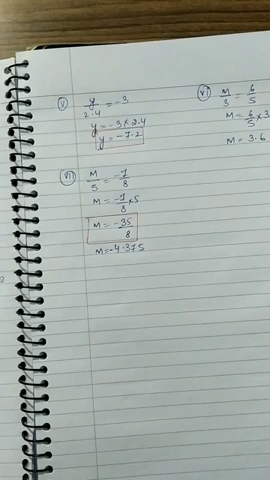 v) y/2.4 = -3
y = -3 × 2.4
y = -7.2
vi) M/3 = 6/5
M = 6/5 × 3
M = 3.6
vii) M/5 = -7/8
M = -7/8 × 5
M = -35/8
M = -4.375